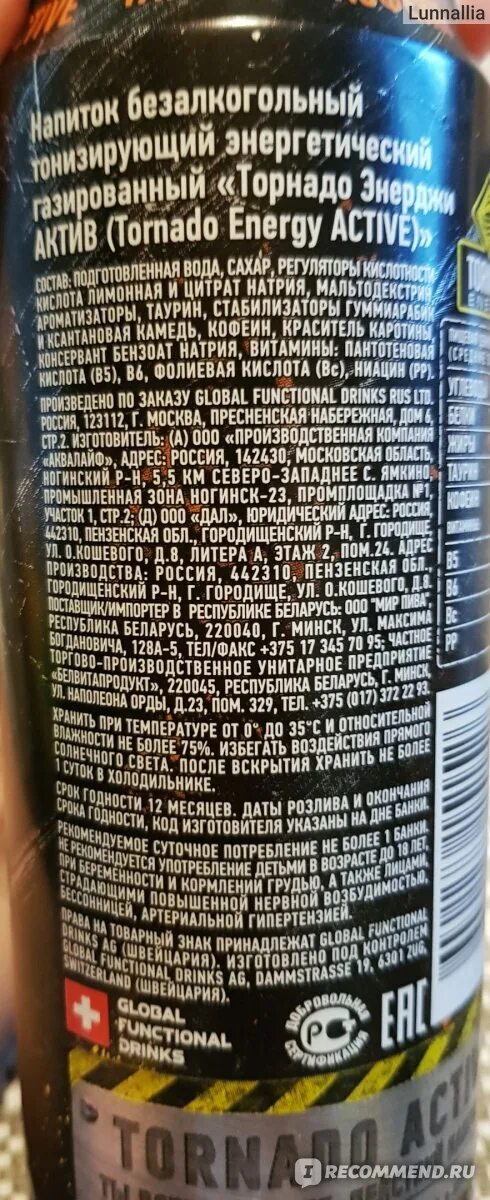 Lunnallia
Напиток безалкогольный
тонизирующий энергетический
газированный «Торнадо Энерджи
АКТИВ (Tornado Energy ACTIVE)»
СОСТАВ: ПОДГОТОВЛЕННАЯ ВОДА, САХАР, РЕГУЛЯТОРЫ КИСЛОТНОСТИ
КИСЛОТА ЛИМОННАЯ И ЦИТРАТ НАТРИЯ, МАЛЬТОДЕКСТРИН,
АРОМАТИЗАТОРЫ, ТАУРИН, СТАБИЛИЗАТОРЫ ГУММИАРАБИК
И КСАНТАНОВАЯ КАМЕДЬ, КОФЕИН, КРАСИТЕЛЬ КАРОТИНЫ,
КОНСЕРВАНТ БЕНЗОАТ НАТРИЯ, ВИТАМИНЫ: ПАНТОТЕНОВАЯ
КИСЛОТА (B5), B6, ФОЛИЕВАЯ КИСЛОТА (Bc), НИАЦИН (PP).
ПРОИЗВЕДЕНО ПО ЗАКАЗУ GLOBAL FUNCTIONAL DRINKS RUS LTD.
РОССИЯ, 123112, Г. МОСКВА, ПРЕСНЕНСКАЯ НАБЕРЕЖНАЯ, ДОМ 6,
СТР.2. ИЗГОТОВИТЕЛЬ: (А) ООО «ПРОИЗВОДСТВЕННАЯ КОМПАНИЯ
«АКВАЛАЙФ», АДРЕС: РОССИЯ, 142430, МОСКОВСКАЯ ОБЛАСТЬ,
НОГИНСКИЙ Р-Н, 5,5 КМ СЕВЕРО-ЗАПАДНЕЕ С. ЯМКИНО,
ПРОМЫШЛЕННАЯ ЗОНА НОГИНСК-23, ПРОМПЛОЩАДКА №1,
УЧАСТОК 1, СТР.2; (Д) ООО «ДАЛ», ЮРИДИЧЕСКИЙ АДРЕС: РОССИЯ,
442310, ПЕНЗЕНСКАЯ ОБЛ., ГОРОДИЩЕНСКИЙ Р-Н, Г. ГОРОДИЩЕ,
УЛ. О.КОШЕВОГО, Д.8, ЛИТЕРА А, ЭТАЖ 2, ПОМ.24. АДРЕС
ПРОИЗВОДСТВА: РОССИЯ, 442310, ПЕНЗЕНСКАЯ ОБЛ.,
ГОРОДИЩЕНСКИЙ Р-Н, Г. ГОРОДИЩЕ, УЛ. О.КОШЕВОГО, Д.8.
ПОСТАВЩИК/ИМПОРТЕР В РЕСПУБЛИКЕ БЕЛАРУСЬ: ООО "МИР ПИВА",
РЕСПУБЛИКА БЕЛАРУСЬ, 220040, Г. МИНСК, УЛ. МАКСИМА
БОГДАНОВИЧА, 128А-5, ТЕЛ/ФАКС +375 17 345 70 95; ЧАСТНОЕ
ТОРГОВО-ПРОИЗВОДСТВЕННОЕ УНИТАРНОЕ ПРЕДПРИЯТИЕ
«БЕЛВИТАПРОДУКТ», 220045, РЕСПУБЛИКА БЕЛАРУСЬ, Г. МИНСК,
УЛ. НАПОЛЕОНА ОРДЫ, Д.23, ПОМ. 329, ТЕЛ. +375 (017) 372 22 93.
ХРАНИТЬ ПРИ ТЕМПЕРАТУРЕ ОТ 0° ДО 35°С И ОТНОСИТЕЛЬНОЙ
ВЛАЖНОСТИ НЕ БОЛЕЕ 75%. ИЗБЕГАТЬ ВОЗДЕЙСТВИЯ ПРЯМОГО
СОЛНЕЧНОГО СВЕТА. ПОСЛЕ ВСКРЫТИЯ ХРАНИТЬ НЕ БОЛЕЕ
1 СУТОК В ХОЛОДИЛЬНИКЕ.
СРОК ГОДНОСТИ: 12 МЕСЯЦЕВ. ДАТЫ РОЗЛИВА И ОКОНЧАНИЯ
СРОКА ГОДНОСТИ, КОД ИЗГОТОВИТЕЛЯ УКАЗАНЫ НА ДНЕ БАНКИ.
РЕКОМЕНДУЕМОЕ СУТОЧНОЕ ПОТРЕБЛЕНИЕ НЕ БОЛЕЕ 1 БАНКИ.
НЕ РЕКОМЕНДУЕТСЯ УПОТРЕБЛЕНИЕ ДЕТЬМИ В ВОЗРАСТЕ ДО 18 ЛЕТ,
ПРИ БЕРЕМЕННОСТИ И КОРМЛЕНИИ ГРУДЬЮ, А ТАКЖЕ ЛИЦАМИ,
СТРАДАЮЩИМИ ПОВЫШЕННОЙ НЕРВНОЙ ВОЗБУДИМОСТЬЮ,
БЕССОННИЦЕЙ, АРТЕРИАЛЬНОЙ ГИПЕРТЕНЗИЕЙ.
ПРАВА НА ТОВАРНЫЙ ЗНАК ПРИНАДЛЕЖАТ GLOBAL FUNCTIONAL
DRINKS AG (ШВЕЙЦАРИЯ). ИЗГОТОВЛЕНО ПОД КОНТРОЛЕМ
GLOBAL FUNCTIONAL DRINKS AG, DAMMSTRASSE 19, 6301 ZUG,
SWITZERLAND (ШВЕЙЦАРИЯ).
УГЛЕВОДЫ
БЕЛКИ
ЖИРЫ
ТАУРИН
КОФЕИН
B5
B6
Bc
PP
GLOBAL
FUNCTIONAL
DRINKS
ДОБРОВОЛЬНАЯ
СЕРТИФИКАЦИЯ
EAC
TORNADO ACTIV
IRECOMMEND.RU